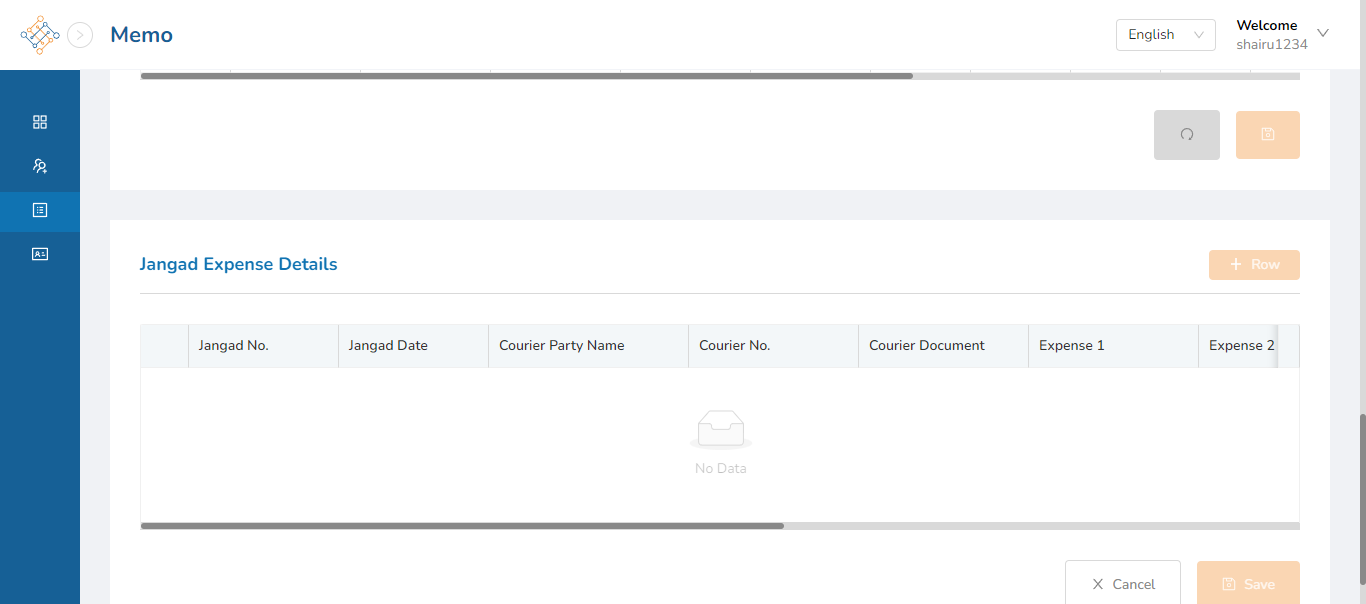 Memo
English
Welcome
shairu1234
Jangad Expense Details
Row
Jangad No.
Jangad Date
Courier Party Name
Courier No.
Courier Document
Expense 1
Expense 2
No Data
Cancel
Save